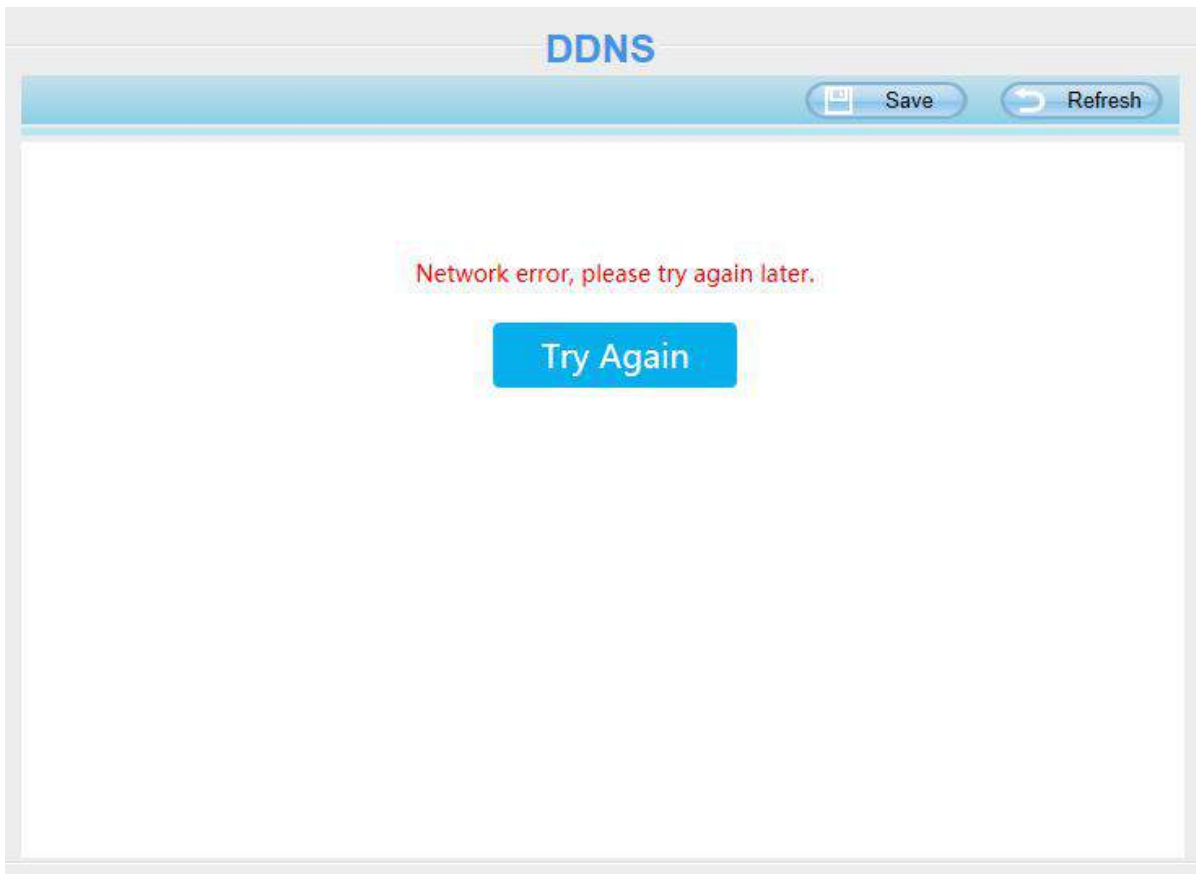 DDNS
Save Refresh
Network error, please try again later.
Try Again